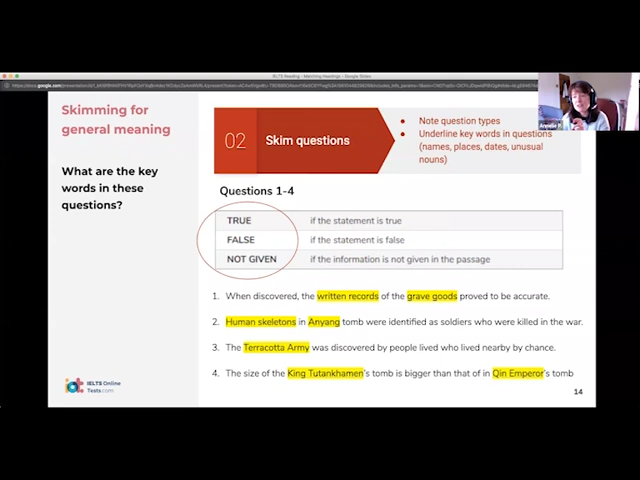 IELTS Reading - Matching Headings - Google Slides
Skimming for
general meaning
What are the key
words in these
questions?
02
Skim questions
Note question types
Underline key words in questions
(names, places, dates, unusual
nouns)
Questions 1-4
TRUE if the statement is true
FALSE if the statement is false
NOT GIVEN if the information is not given in the passage
1. When discovered, the written records of the grave goods proved to be accurate.
2. Human skeletons in Anyang tomb were identified as soldiers who were killed in the war.
3. The Terracotta Army was discovered by people lived who lived nearby by chance.
4. The size of the King Tutankhamen's tomb is bigger than that of in Qin Emperor's tomb
IELTS Online
Tests.com
14